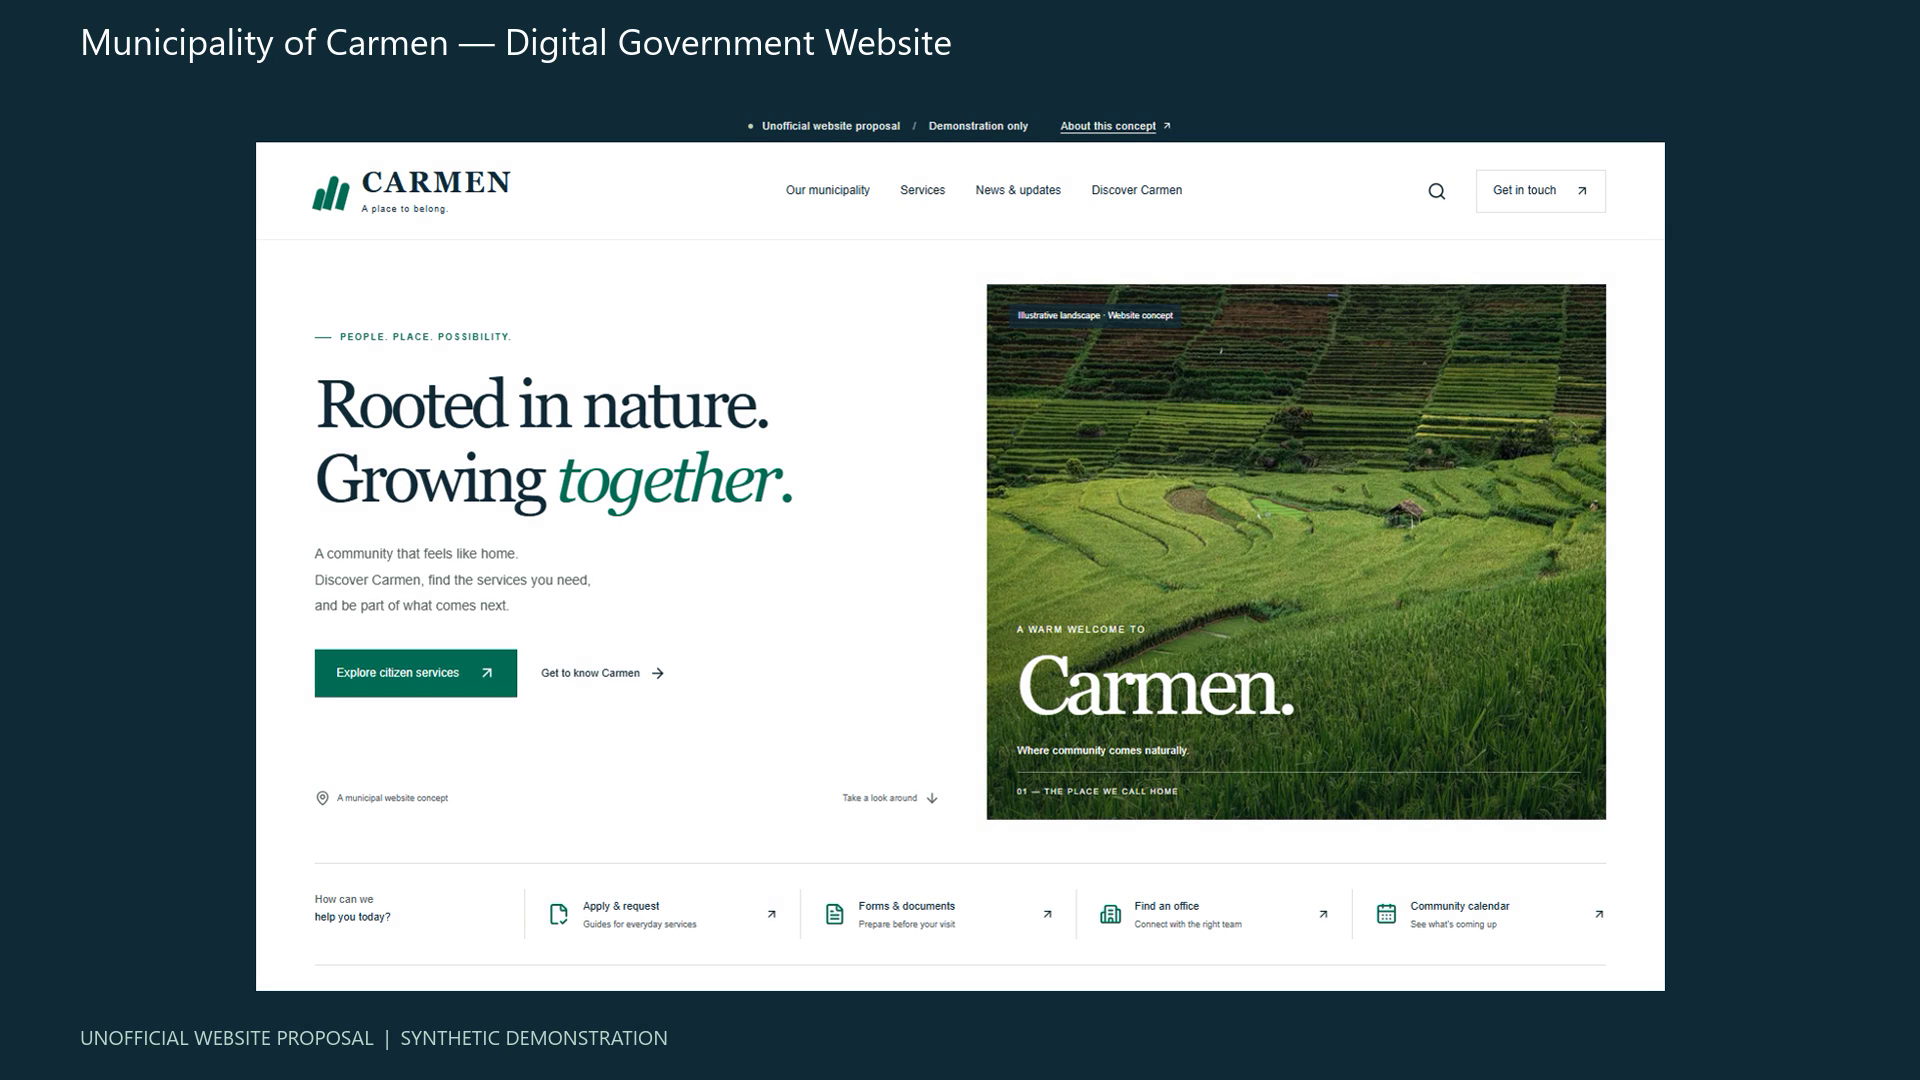 Municipality of Carmen — Digital Government Website
Unofficial website proposal / Demonstration only About this concept
CARMEN
A place to belong.
Our municipality Services News & updates Discover Carmen
Get in touch
PEOPLE. PLACE. POSSIBILITY.
Rooted in nature.
Growing together.
A community that feels like home.
Discover Carmen, find the services you need,
and be part of what comes next.
Explore citizen services
Get to know Carmen
A municipal website concept
Take a look around
Illustrative landscape · Website concept
A WARM WELCOME TO
Carmen.
Where community comes naturally.
01 — THE PLACE WE CALL HOME
How can we
help you today?
Apply & request
Guides for everyday services
Forms & documents
Prepare before your visit
Find an office
Connect with the right team
Community calendar
See what's coming up
UNOFFICIAL WEBSITE PROPOSAL | SYNTHETIC DEMONSTRATION